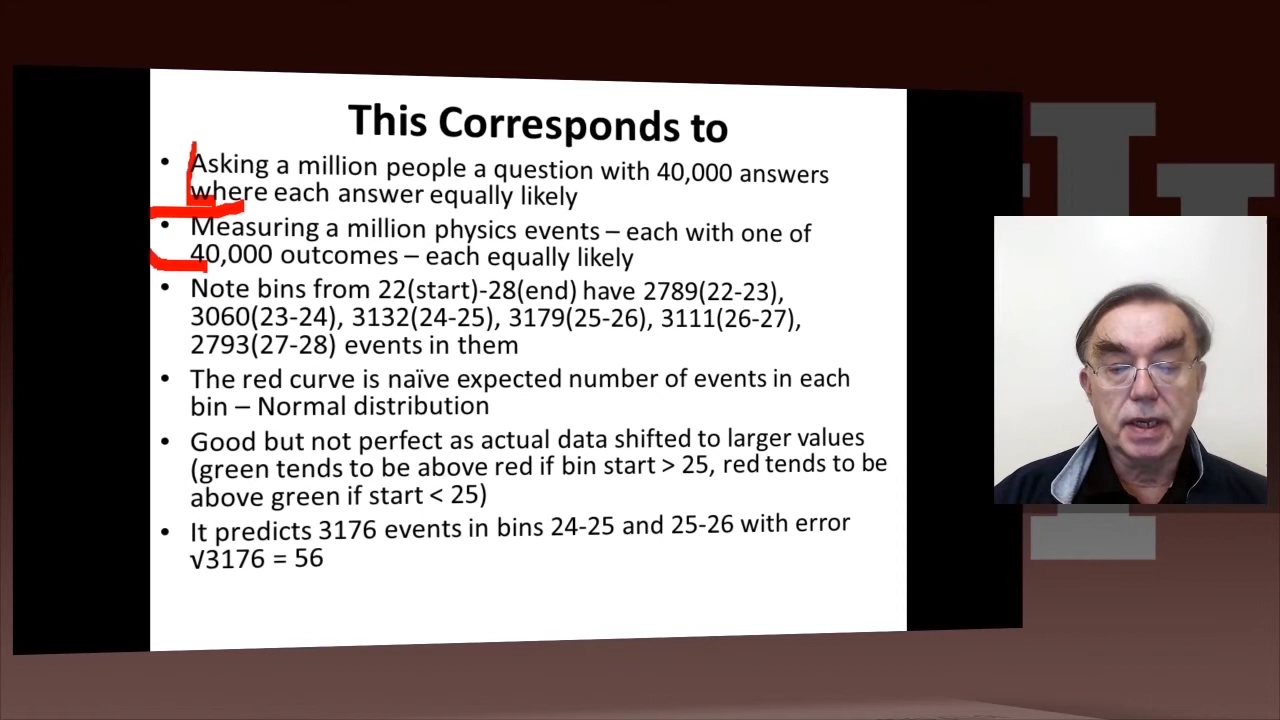 This Corresponds to
• Asking a million people a question with 40,000 answers
where each answer equally likely
• Measuring a million physics events – each with one of
40,000 outcomes – each equally likely
• Note bins from 22(start)-28(end) have 2789(22-23),
3060(23-24), 3132(24-25), 3179(25-26), 3111(26-27),
2793(27-28) events in them
• The red curve is naïve expected number of events in each
bin – Normal distribution
• Good but not perfect as actual data shifted to larger values
(green tends to be above red if bin start > 25, red tends to be
above green if start < 25)
• It predicts 3176 events in bins 24-25 and 25-26 with error
√3176 = 56